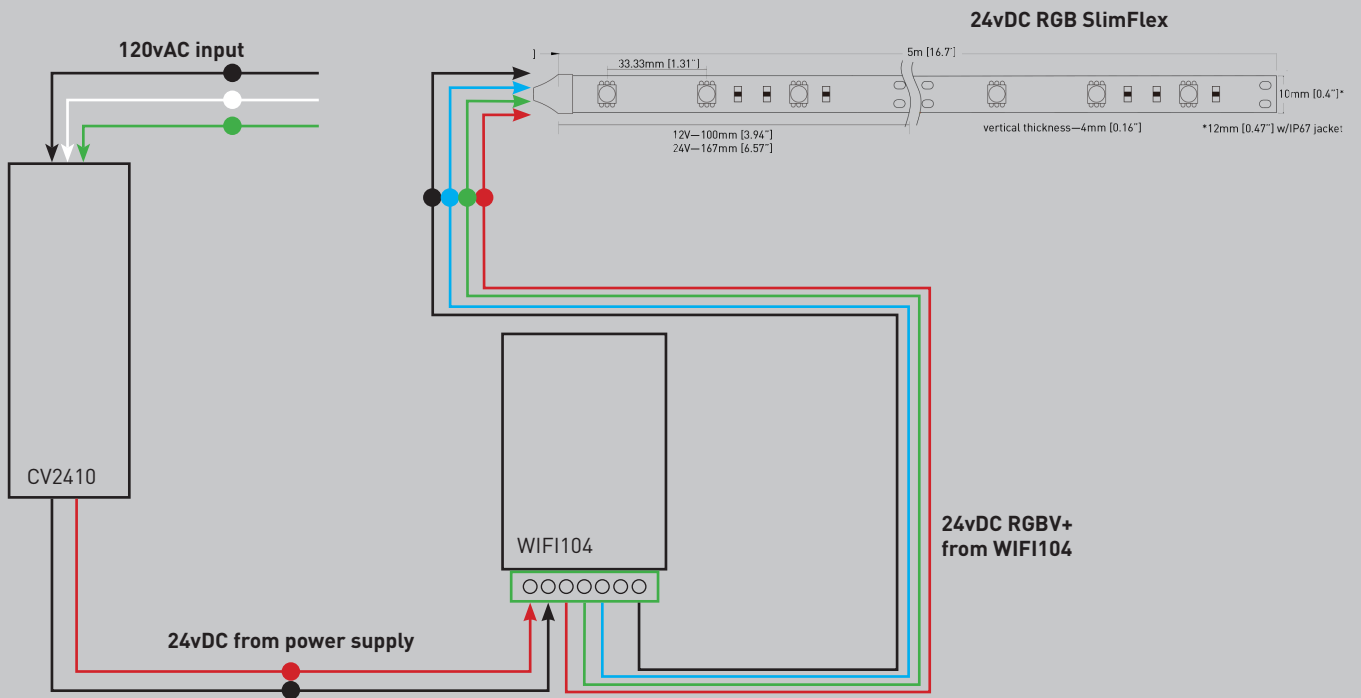 24vDC RGB SlimFlex
120vAC input
5m [16.7']
33.33mm [1.31"]
10mm [0.4"]*
12V—100mm [3.94"]
24V—167mm [6.57"]
vertical thickness—4mm [0.16"]
*12mm [0.47"] w/IP67 jacket
CV2410
WIFI104
24vDC RGBV+
from WIFI104
24vDC from power supply